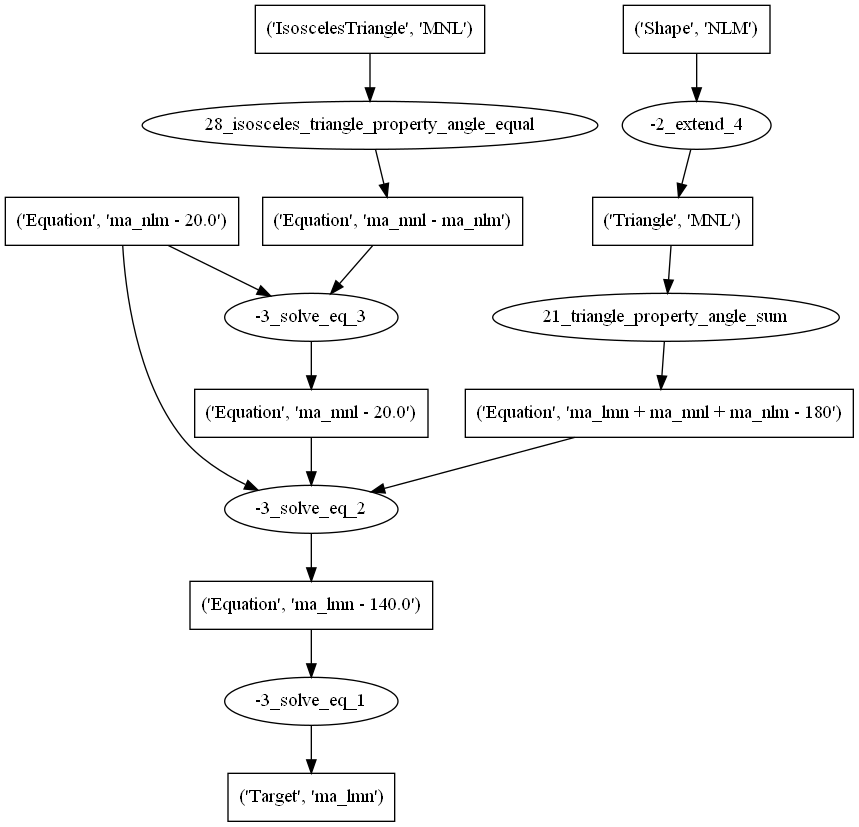 ('IsoscelesTriangle', 'MNL')
('Shape', 'NLM')
28_isosceles_triangle_property_angle_equal
-2_extend_4
('Equation', 'ma_nlm - 20.0')
('Equation', 'ma_mnl - ma_nlm')
('Triangle', 'MNL')
-3_solve_eq_3
21_triangle_property_angle_sum
('Equation', 'ma_mnl - 20.0')
('Equation', 'ma_lmn + ma_mnl + ma_nlm - 180')
-3_solve_eq_2
('Equation', 'ma_lmn - 140.0')
-3_solve_eq_1
('Target', 'ma_lmn')